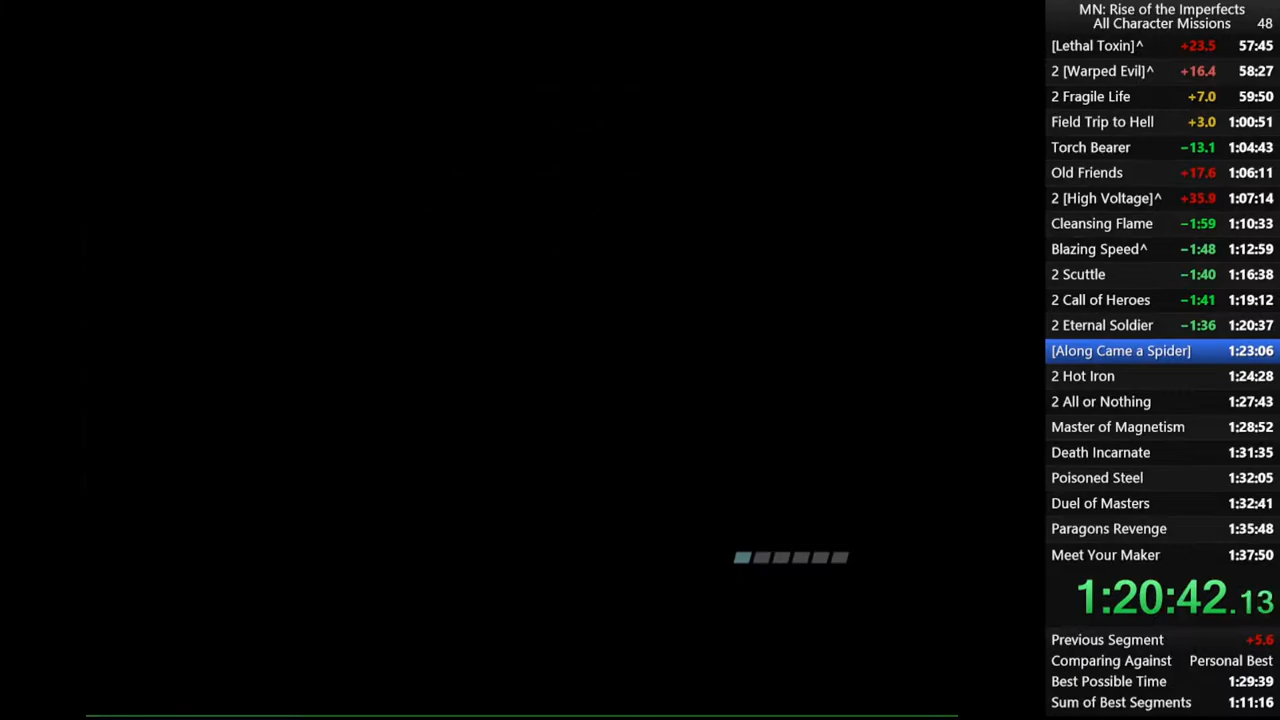 MN: Rise of the Imperfects
All Character Missions 48
[Lethal Toxin]^ +23.5 57:45
2 [Warped Evil]^ +16.4 58:27
2 Fragile Life +7.0 59:50
Field Trip to Hell +3.0 1:00:51
Torch Bearer −13.1 1:04:43
Old Friends +17.6 1:06:11
2 [High Voltage]^ +35.9 1:07:14
Cleansing Flame −1:59 1:10:33
Blazing Speed^ −1:48 1:12:59
2 Scuttle −1:40 1:16:38
2 Call of Heroes −1:41 1:19:12
2 Eternal Soldier −1:36 1:20:37
[Along Came a Spider] 1:23:06
2 Hot Iron 1:24:28
2 All or Nothing 1:27:43
Master of Magnetism 1:28:52
Death Incarnate 1:31:35
Poisoned Steel 1:32:05
Duel of Masters 1:32:41
Paragons Revenge 1:35:48
Meet Your Maker 1:37:50
1:20:42.13
Previous Segment +5.6
Comparing Against Personal Best
Best Possible Time 1:29:39
Sum of Best Segments 1:11:16